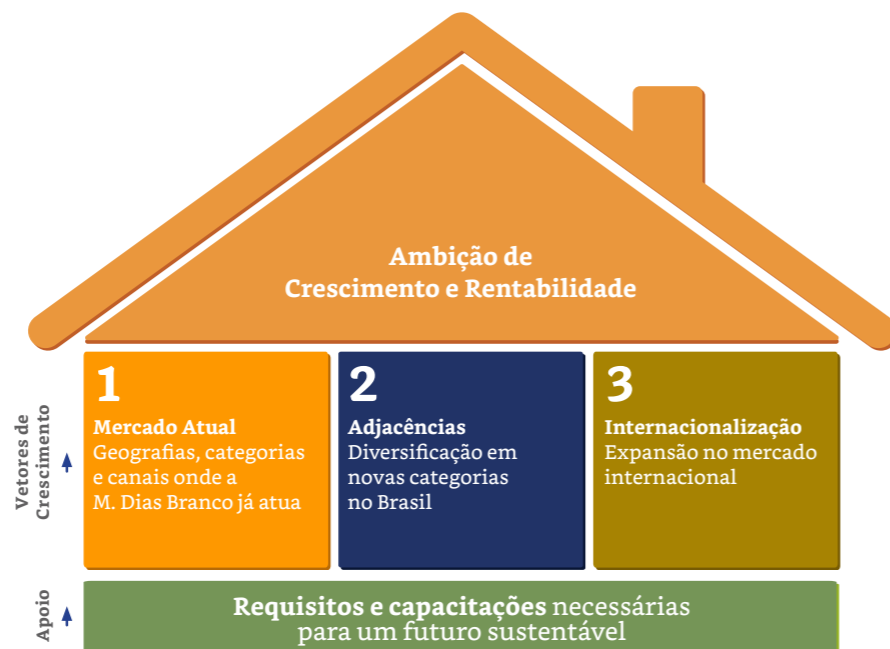 Ambição de
Crescimento e Rentabilidade
Vetores de
Crescimento
1
Mercado Atual
Geografias, categorias
e canais onde a
M. Dias Branco já atua
2
Adjacências
Diversificação em
novas categorias
no Brasil
3
Internacionalização
Expansão no mercado
internacional
Apoio
Requisitos e capacitações necessárias
para um futuro sustentável